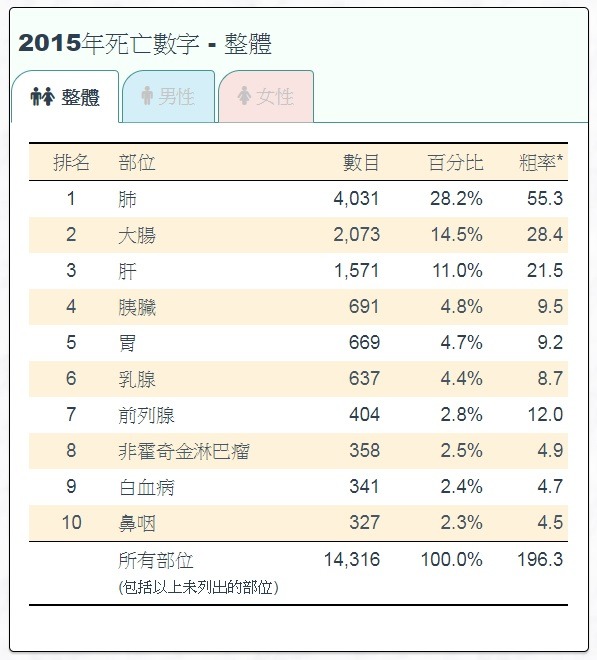 2015年死亡數字 - 整體
整體 男性 女性
排名 部位 數目 百分比 粗率*
1 肺 4,031 28.2% 55.3
2 大腸 2,073 14.5% 28.4
3 肝 1,571 11.0% 21.5
4 胰臟 691 4.8% 9.5
5 胃 669 4.7% 9.2
6 乳腺 637 4.4% 8.7
7 前列腺 404 2.8% 12.0
8 非霍奇金淋巴瘤 358 2.5% 4.9
9 白血病 341 2.4% 4.7
10 鼻咽 327 2.3% 4.5
所有部位 14,316 100.0% 196.3
(包括以上未列出的部位)